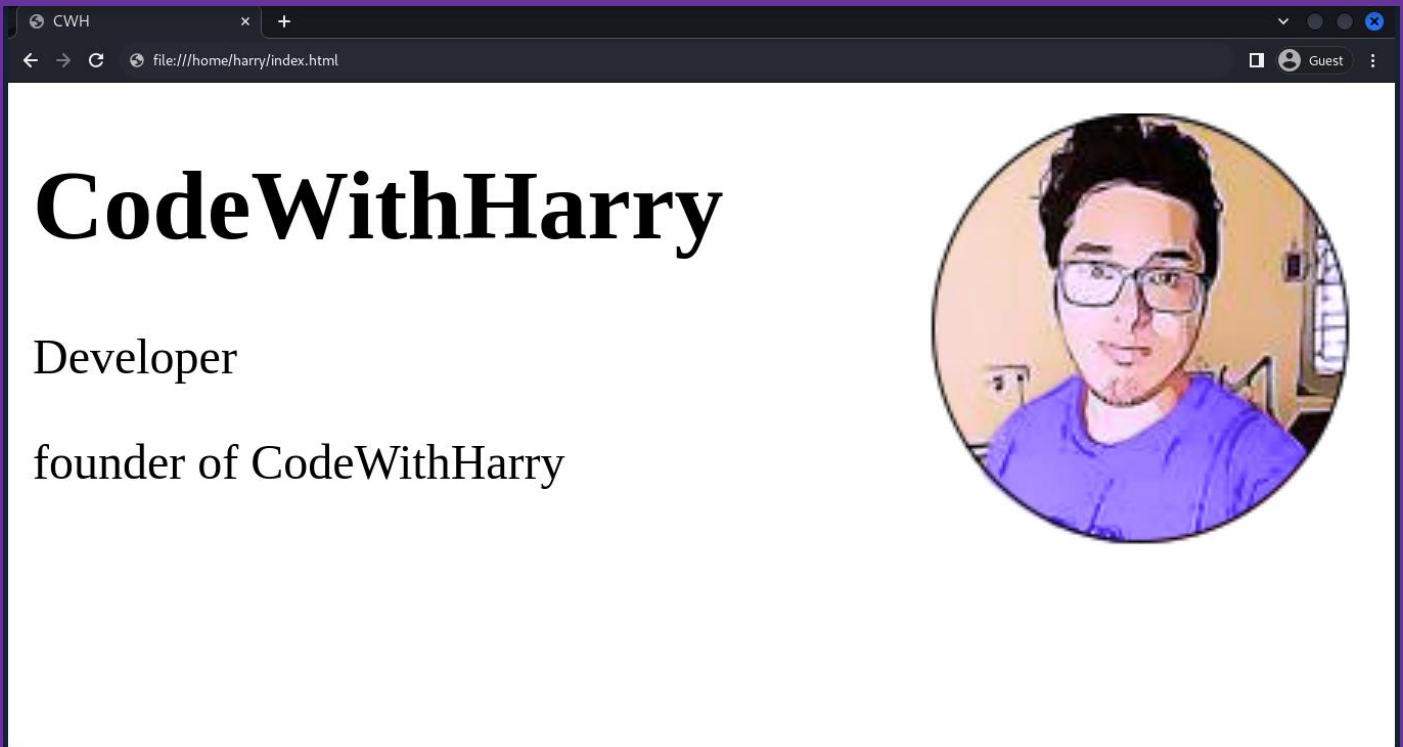 CWH
file:///home/harry/index.html
Guest
CodeWithHarry
Developer
founder of CodeWithHarry